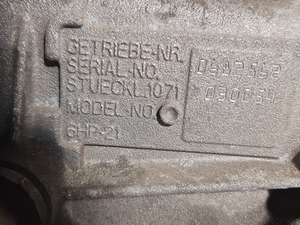 GETRIEBE-NR.
SERIAL-NO.
STUECKL.1071
MODEL-NO.
6HP-21